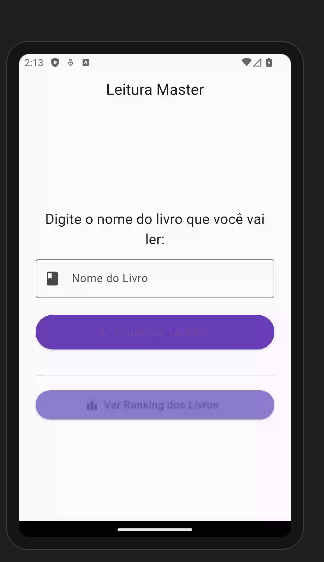 2:13
Leitura Master
Digite o nome do livro que você vai
ler:
Nome do Livro
Ver Ranking dos Livros